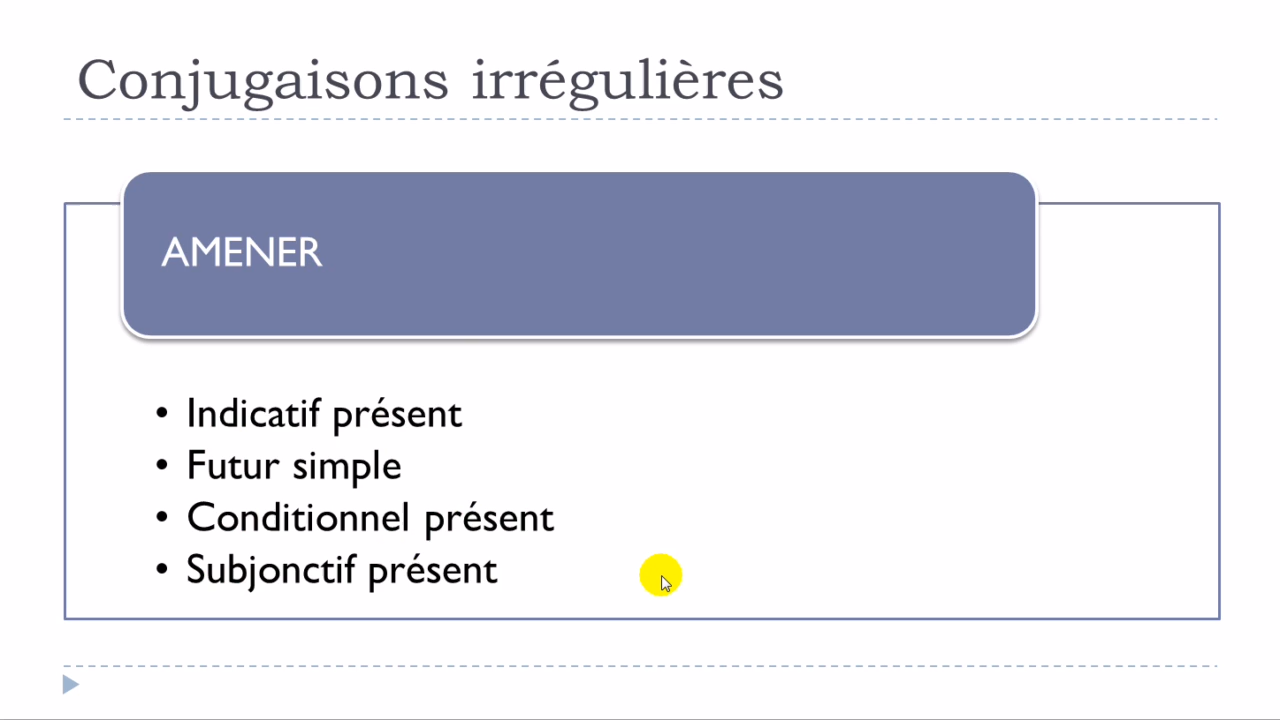 Conjugaisons irrégulières
AMENER
• Indicatif présent
• Futur simple
• Conditionnel présent
• Subjonctif présent